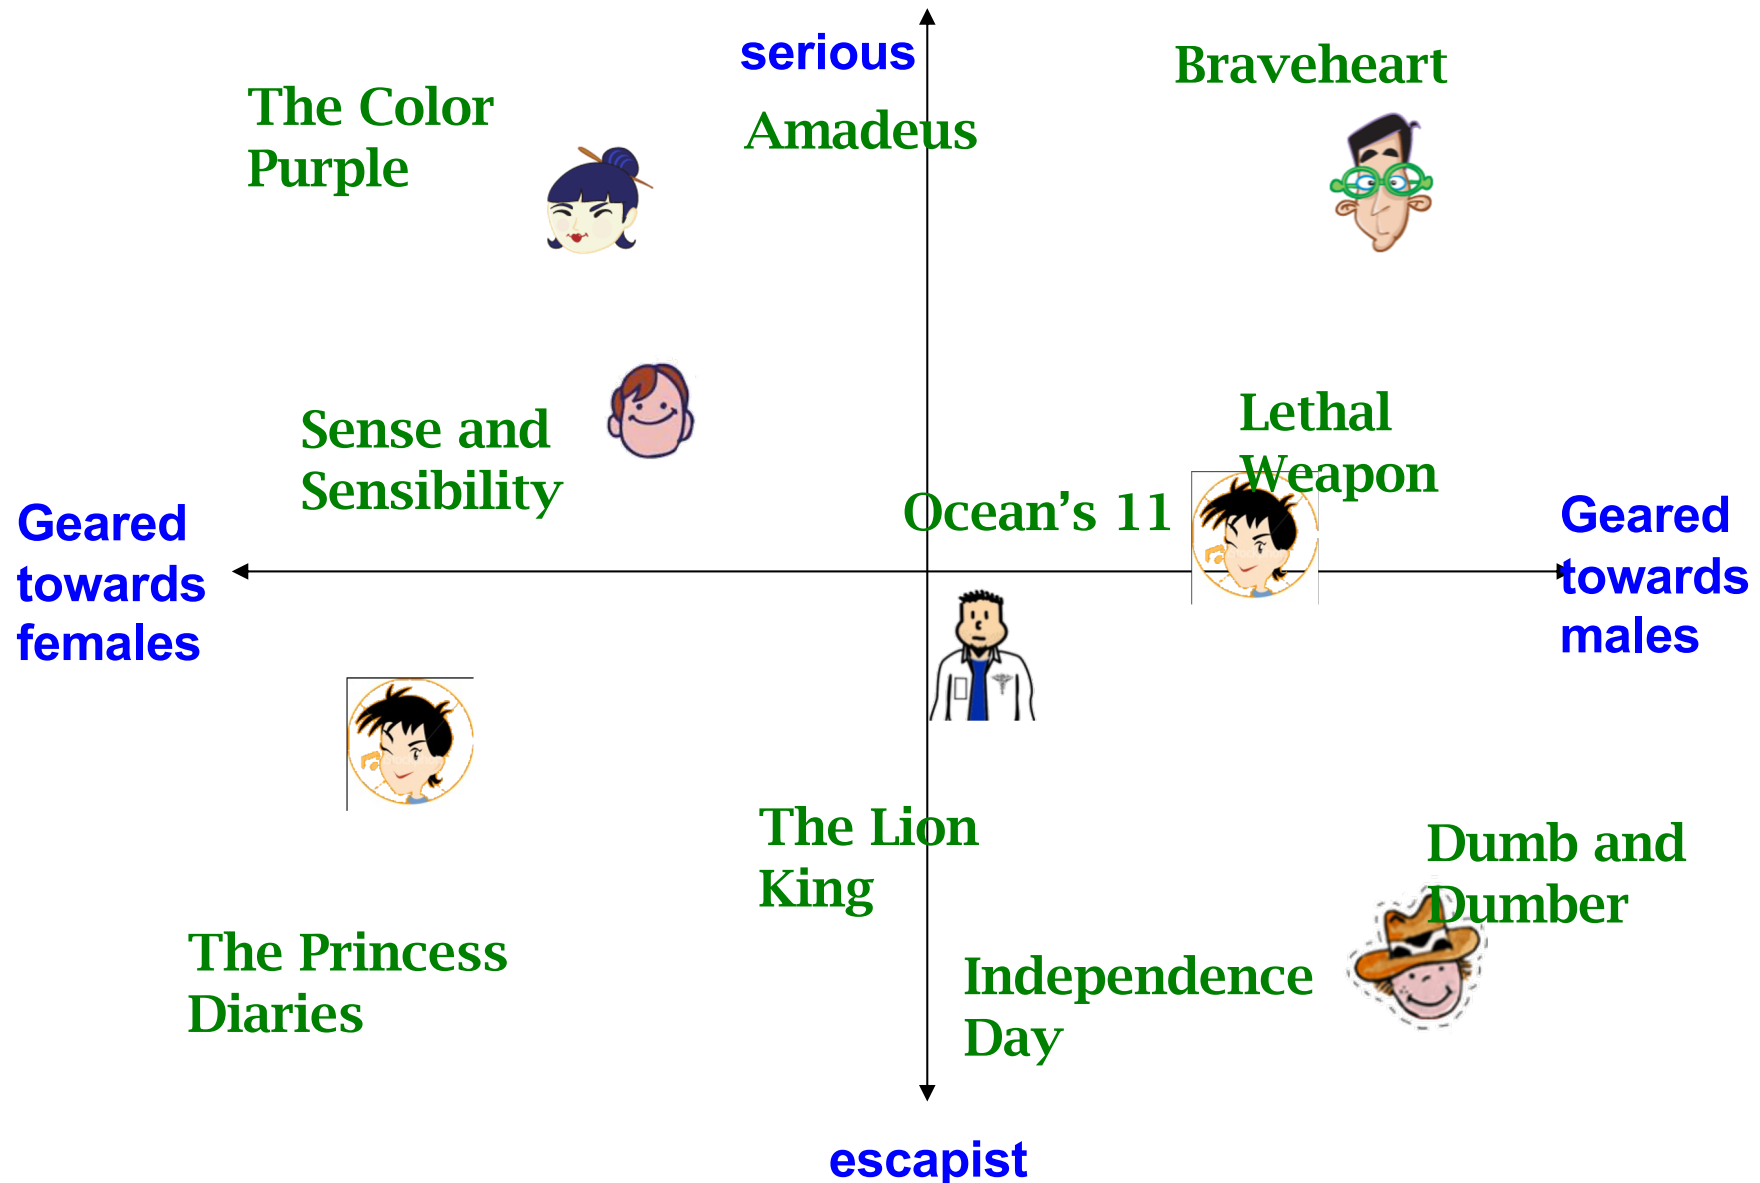 serious
Braveheart
The Color
Purple
Amadeus
Sense and
Sensibility
Lethal
Weapon
Ocean’s 11
Geared
towards
females
Geared
towards
males
The Lion
King
Dumb and
Dumber
The Princess
Diaries
Independence
Day
escapist